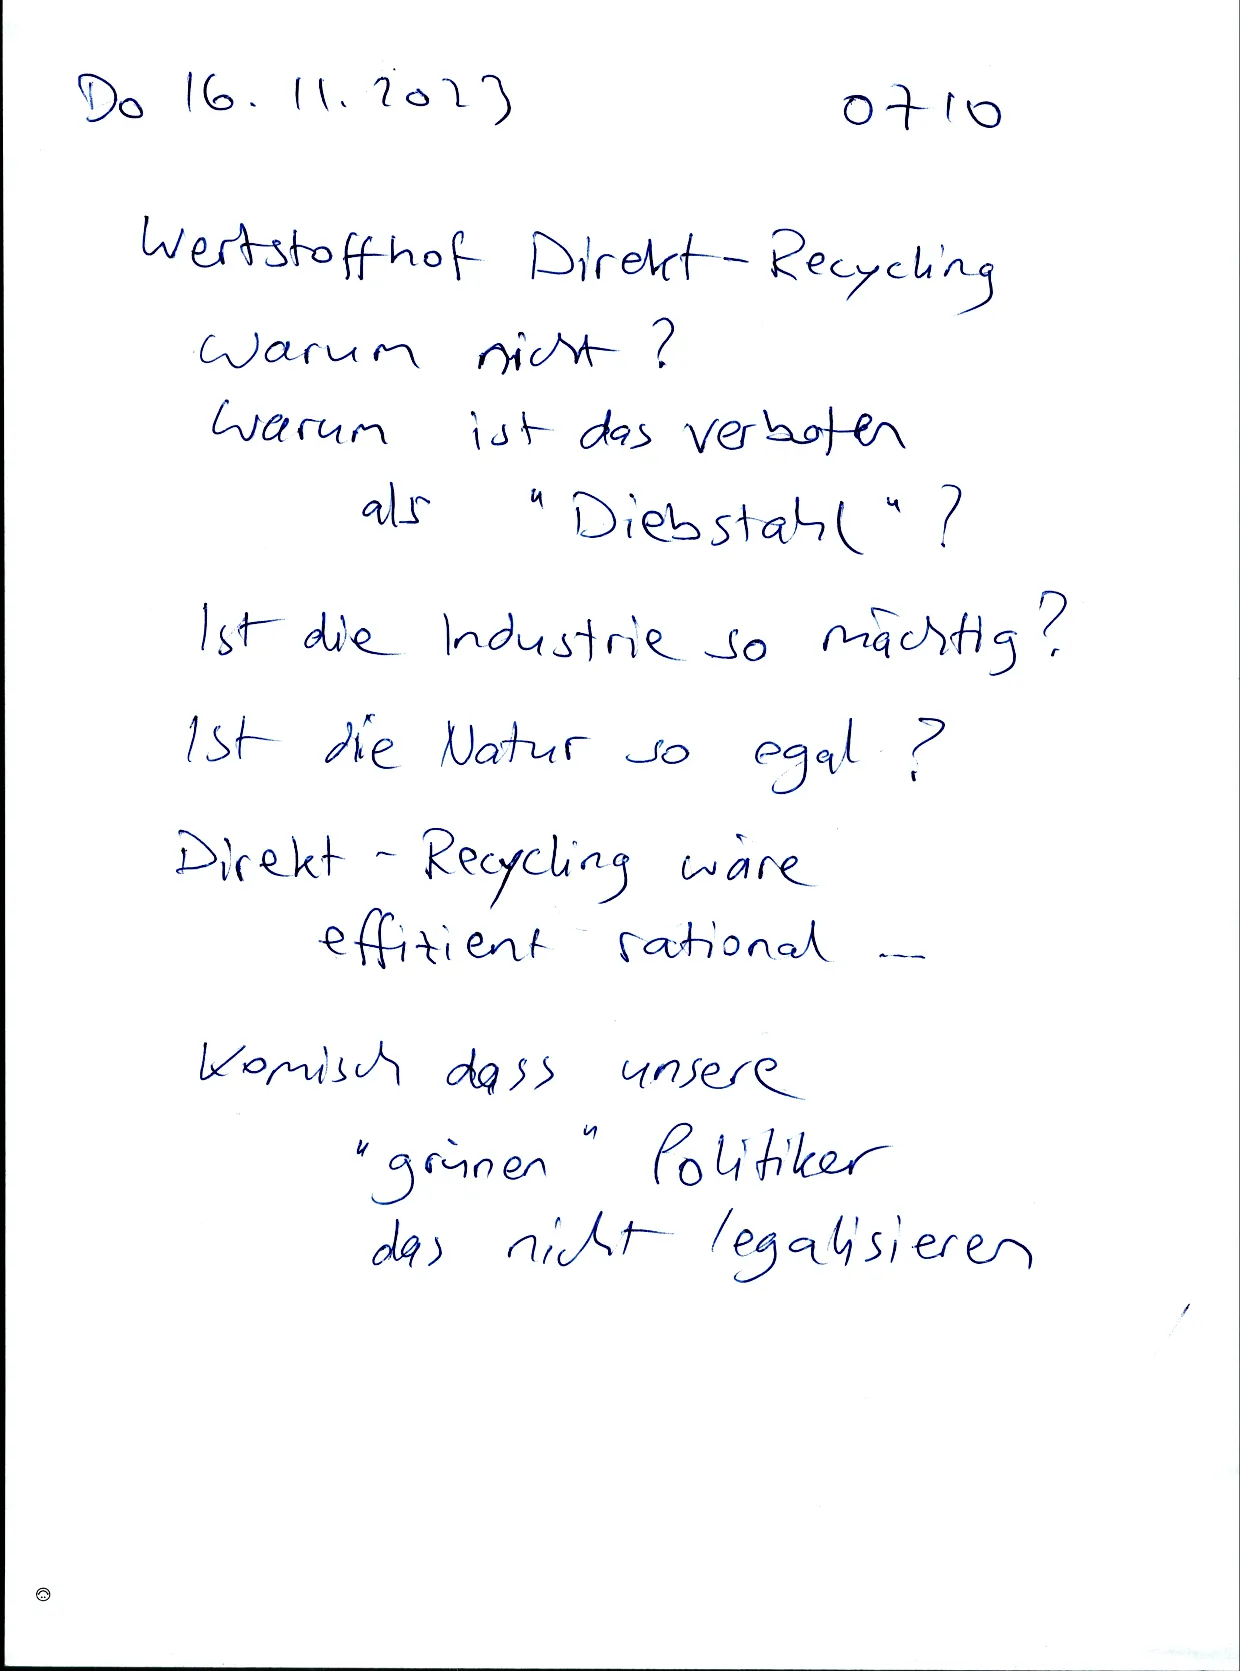 Do 16. 11. 2023 0710
Wertstoffhof Direkt-Recycling
Warum nicht?
Warum ist das verboten
als "Diebstahl"?
Ist die Industrie so mächtig?
Ist die Natur so egal?
Direkt-Recycling wäre
effizient rational ...
Komisch dass unsere
"grünen" Politiker
das nicht legalisieren